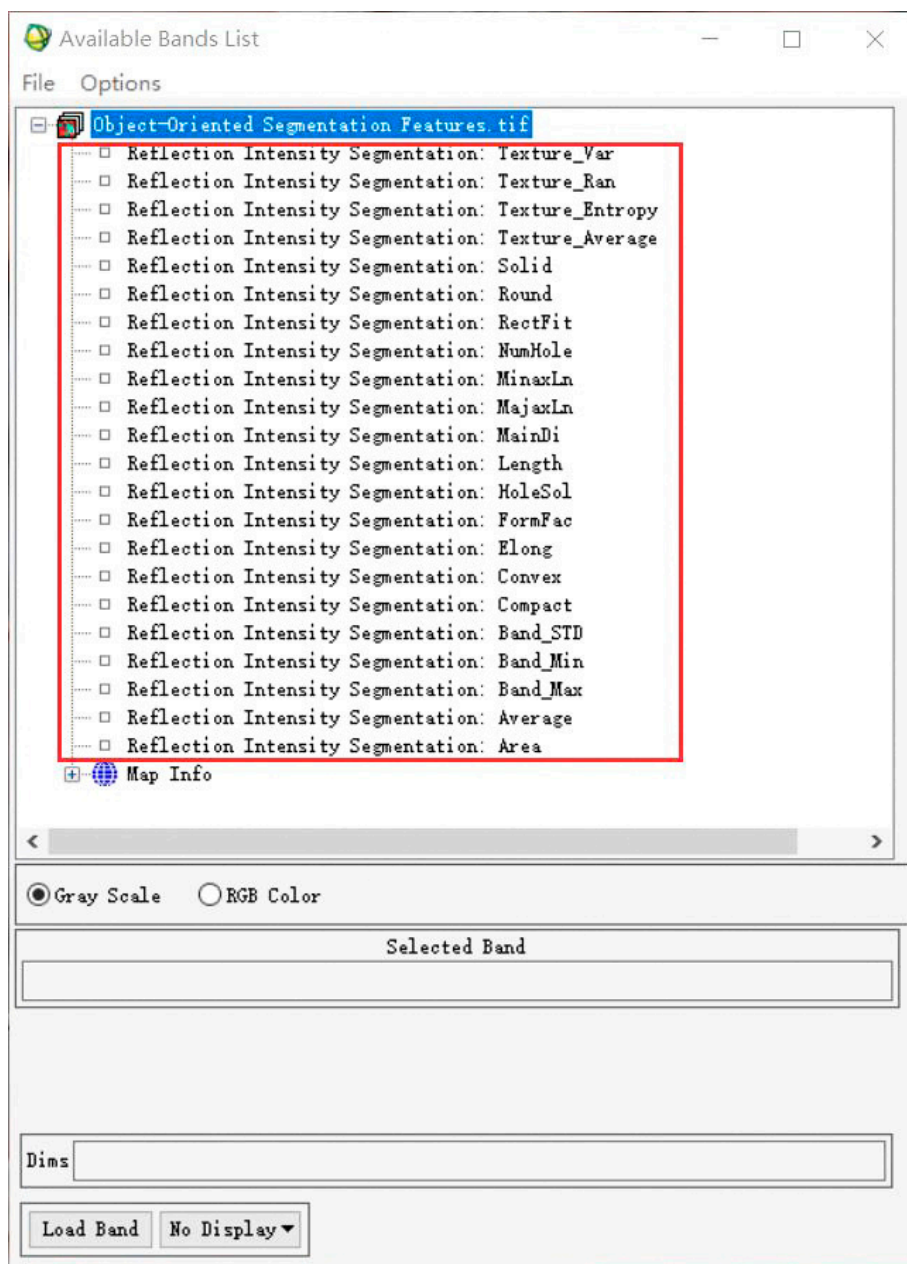 Available Bands List
File Options
Object-Oriented Segmentation Features.tif
Reflection Intensity Segmentation: Texture_Var
Reflection Intensity Segmentation: Texture_Ran
Reflection Intensity Segmentation: Texture_Entropy
Reflection Intensity Segmentation: Texture_Average
Reflection Intensity Segmentation: Solid
Reflection Intensity Segmentation: Round
Reflection Intensity Segmentation: RectFit
Reflection Intensity Segmentation: NumHole
Reflection Intensity Segmentation: MinaxLn
Reflection Intensity Segmentation: MajaxLn
Reflection Intensity Segmentation: MainDi
Reflection Intensity Segmentation: Length
Reflection Intensity Segmentation: HoleSol
Reflection Intensity Segmentation: FormFac
Reflection Intensity Segmentation: Elong
Reflection Intensity Segmentation: Convex
Reflection Intensity Segmentation: Compact
Reflection Intensity Segmentation: Band_STD
Reflection Intensity Segmentation: Band_Min
Reflection Intensity Segmentation: Band_Max
Reflection Intensity Segmentation: Average
Reflection Intensity Segmentation: Area
Map Info
Gray Scale RGB Color
Selected Band
Dims
Load Band No Display